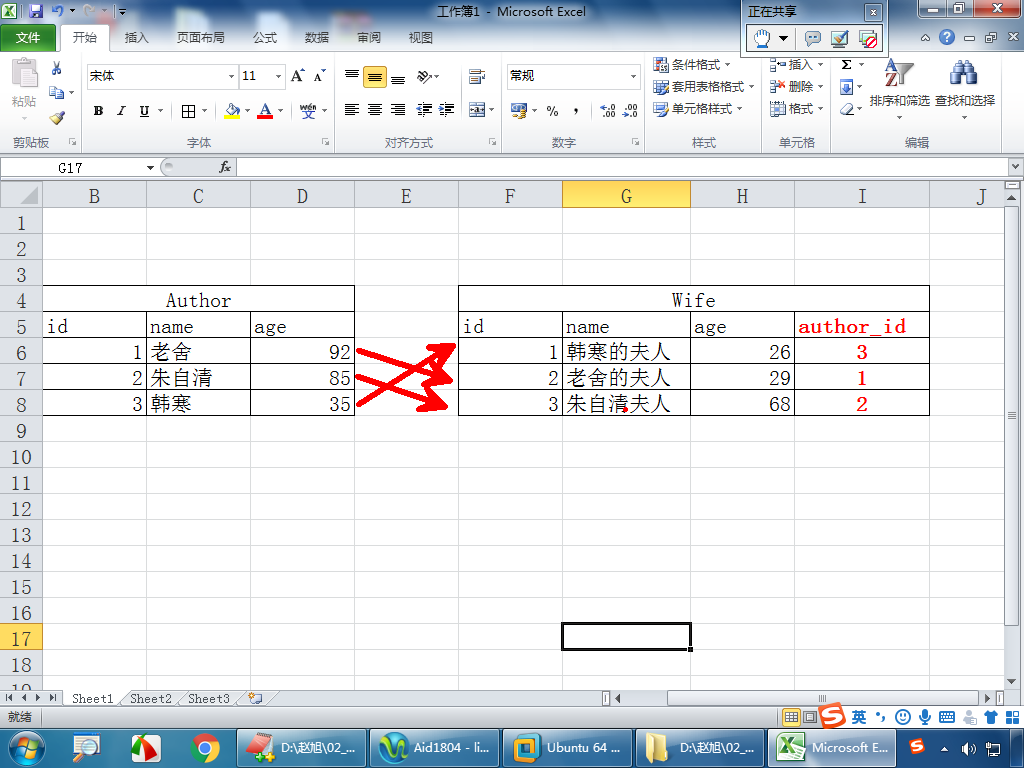 工作簿1 - Microsoft Excel
正在共享
文件 开始 插入 页面布局 公式 数据 审阅 视图
宋体 11 常规 条件格式 插入 Σ
粘贴 套用表格格式 删除 排序和筛选 查找和选择
B I U A wén 文 % , .00 单元格样式 格式
剪贴板 字体 对齐方式 数字 样式 单元格 编辑
G17 fx
B C D E F G H I J
1
2
3
4 Author Wife
5 id name age id name age author_id
6 1 老舍 92 1 韩寒的夫人 26 3
7 2 朱自清 85 2 老舍的夫人 29 1
8 3 韩寒 35 3 朱自清夫人 68 2
9
10
11
12
13
14
15
16
17
18
19
Sheet1 Sheet2 Sheet3
就绪 英
D:\赵旭\02_... Aid1804 - li... Ubuntu 64 ... D:\赵旭\02_... Microsoft E...